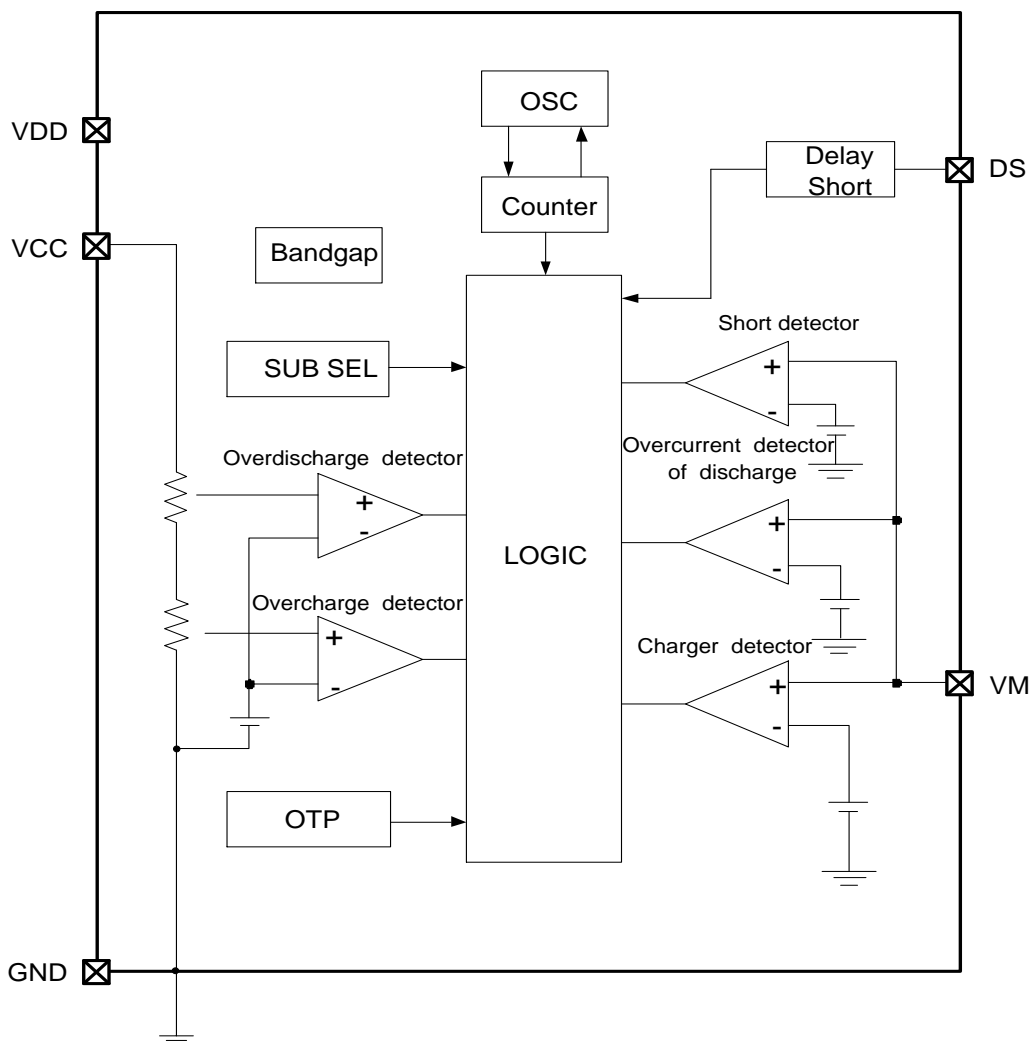 OSC
VDD
Delay
Short
DS
Counter
VCC
Bandgap
Short detector
SUB SEL
+
-
Overcurrent detector
of discharge
Overdischarge detector
+
-
+
-
LOGIC
Overcharge detector
+
-
Charger detector
+
-
VM
OTP
GND